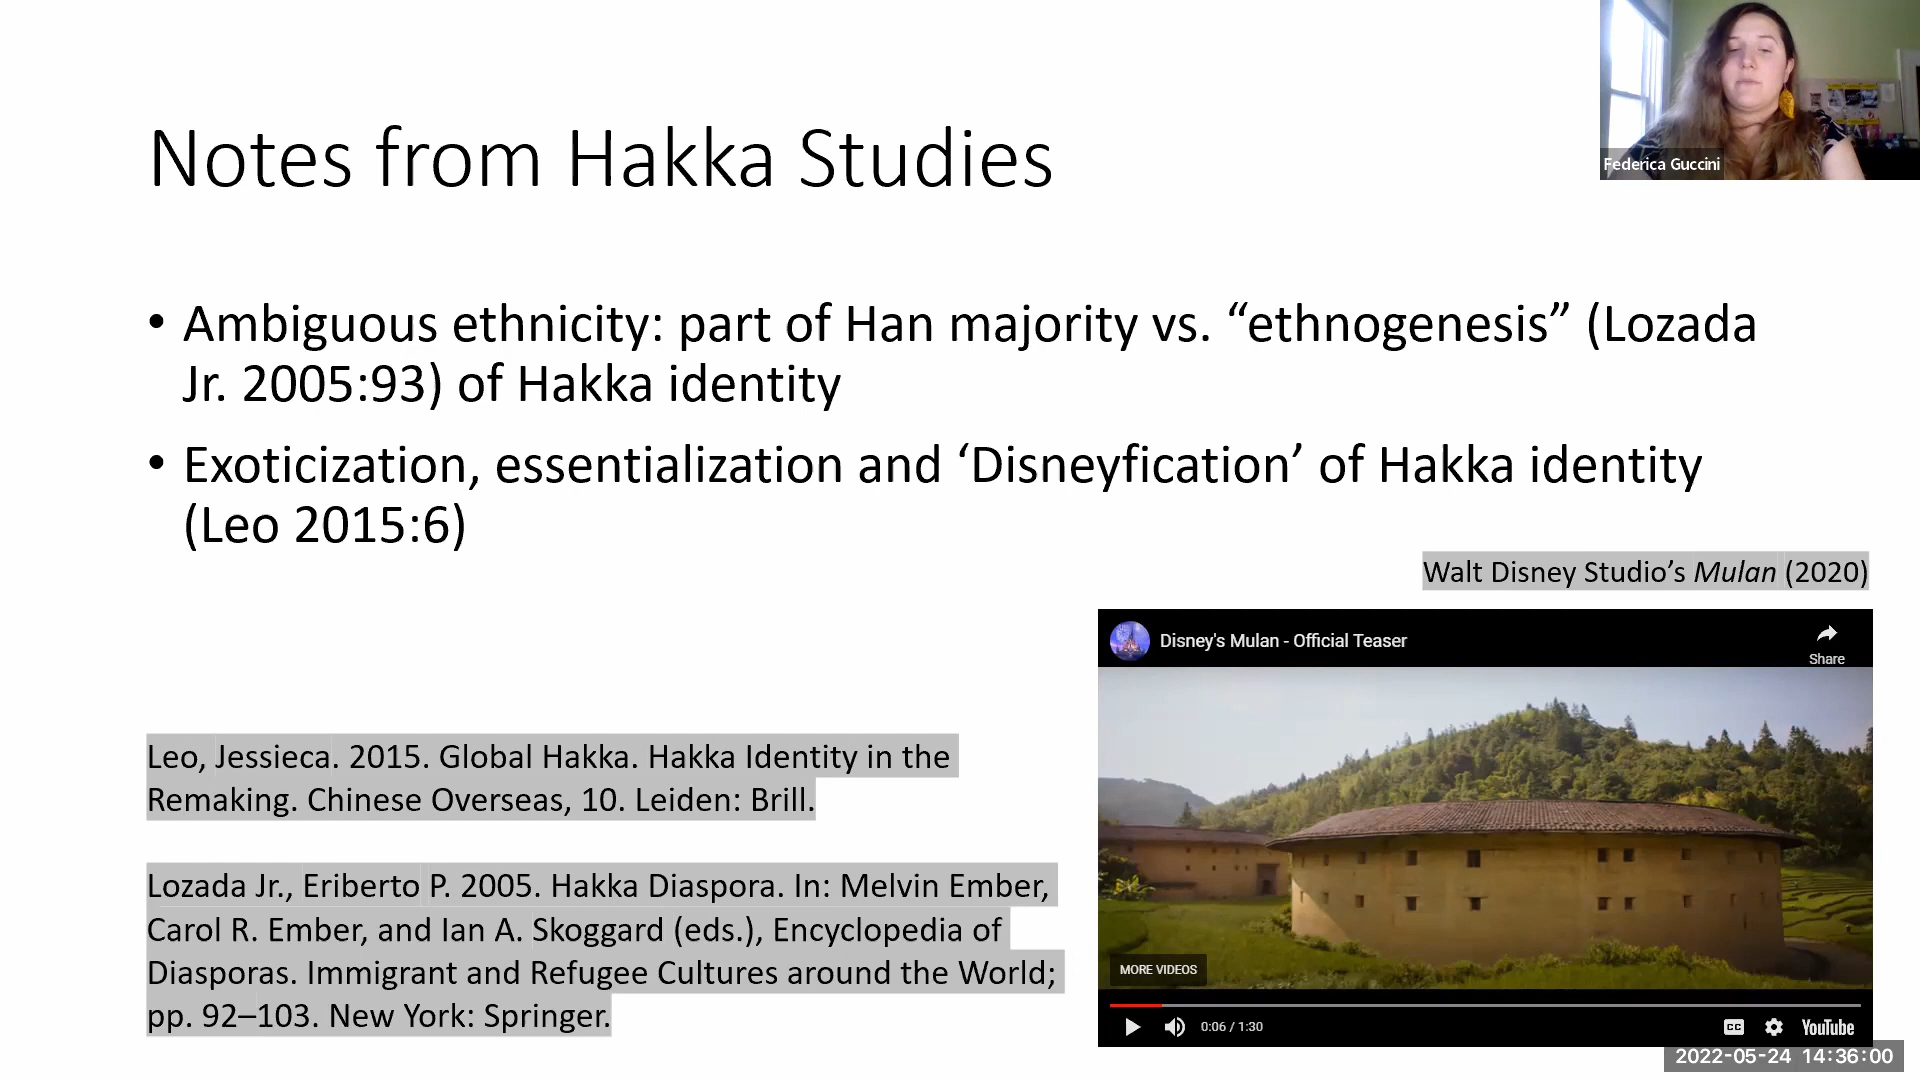 Federica Guccini
Notes from Hakka Studies
• Ambiguous ethnicity: part of Han majority vs. “ethnogenesis” (Lozada
Jr. 2005:93) of Hakka identity
• Exoticization, essentialization and ‘Disneyfication’ of Hakka identity
(Leo 2015:6)
Walt Disney Studio’s Mulan (2020)
Disney's Mulan - Official Teaser
Share
Leo, Jessieca. 2015. Global Hakka. Hakka Identity in the
Remaking. Chinese Overseas, 10. Leiden: Brill.
Lozada Jr., Eriberto P. 2005. Hakka Diaspora. In: Melvin Ember,
Carol R. Ember, and Ian A. Skoggard (eds.), Encyclopedia of
Diasporas. Immigrant and Refugee Cultures around the World;
pp. 92–103. New York: Springer.
MORE VIDEOS
0:06 / 1:30
CC
YouTube
2022-05-24 14:36:00